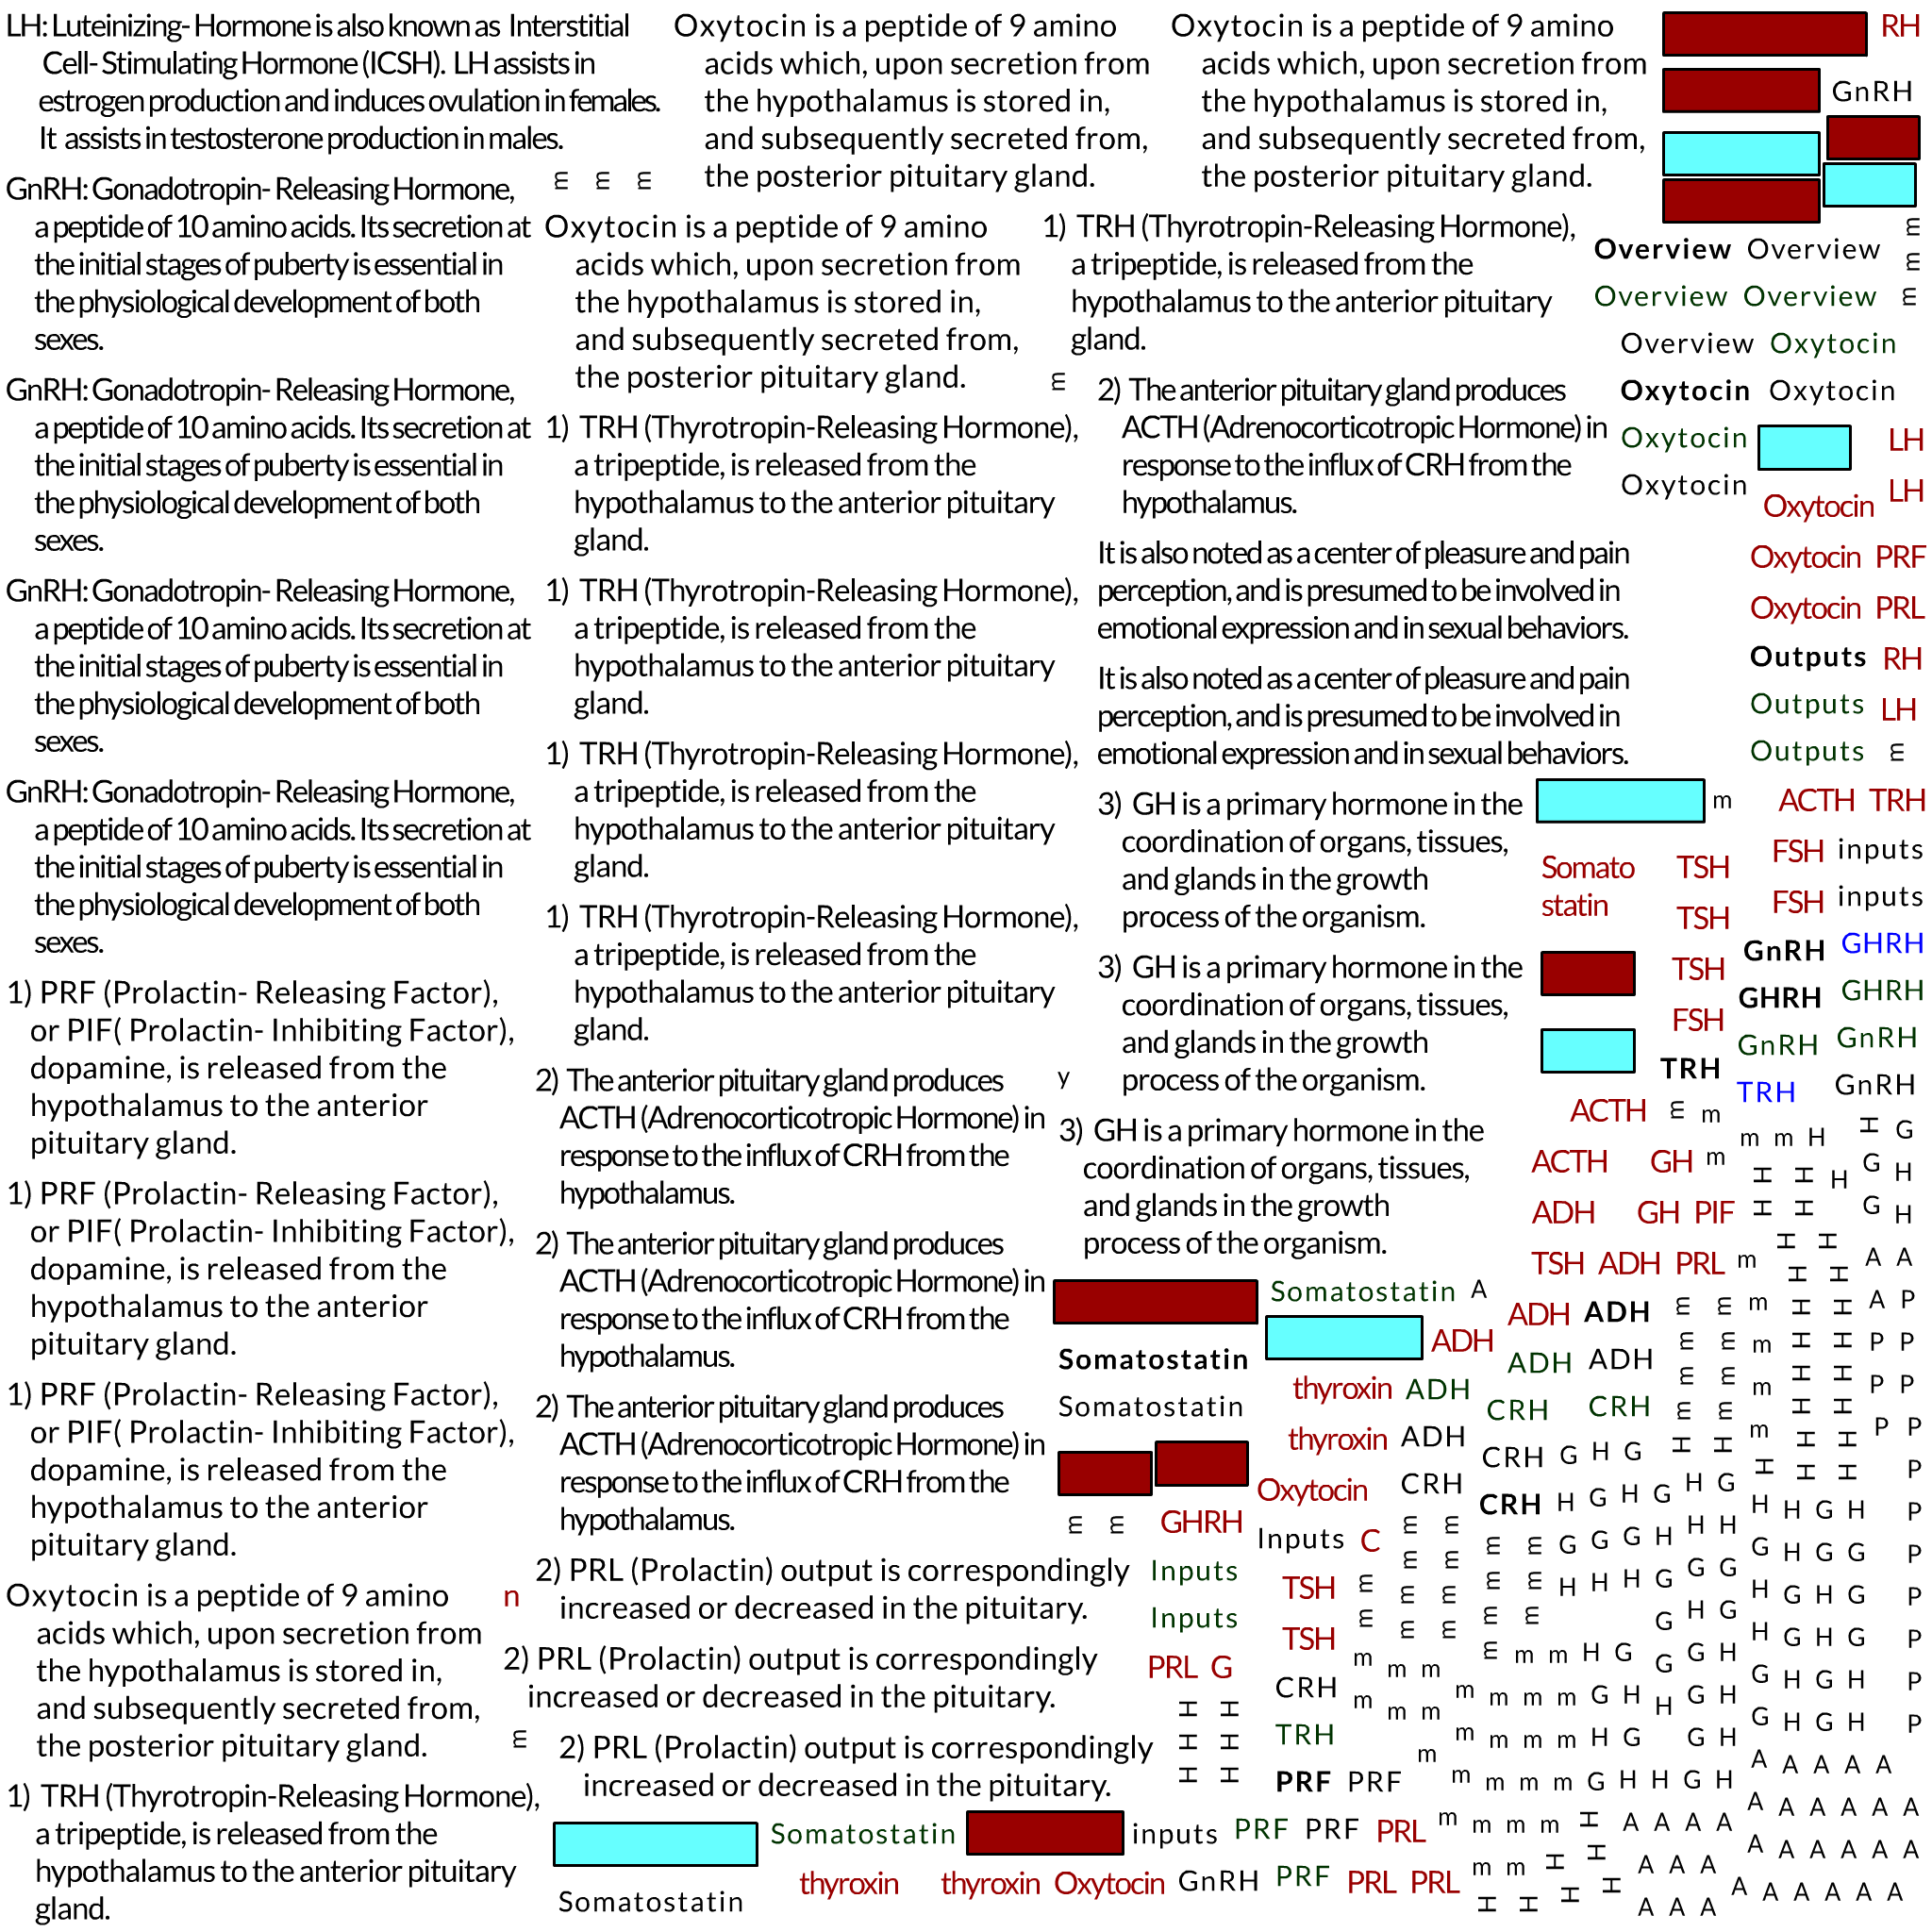 LH: Luteinizing- Hormone is also known as Interstitial
Cell- Stimulating Hormone (ICSH). LH assists in
estrogen production and induces ovulation in females.
It assists in testosterone production in males.
GnRH: Gonadotropin- Releasing Hormone,
a peptide of 10 amino acids. Its secretion at
the initial stages of puberty is essential in
the physiological development of both
sexes.
GnRH: Gonadotropin- Releasing Hormone,
a peptide of 10 amino acids. Its secretion at
the initial stages of puberty is essential in
the physiological development of both
sexes.
GnRH: Gonadotropin- Releasing Hormone,
a peptide of 10 amino acids. Its secretion at
the initial stages of puberty is essential in
the physiological development of both
sexes.
GnRH: Gonadotropin- Releasing Hormone,
a peptide of 10 amino acids. Its secretion at
the initial stages of puberty is essential in
the physiological development of both
sexes.
1) PRF (Prolactin- Releasing Factor),
or PIF( Prolactin- Inhibiting Factor),
dopamine, is released from the
hypothalamus to the anterior
pituitary gland.
1) PRF (Prolactin- Releasing Factor),
or PIF( Prolactin- Inhibiting Factor),
dopamine, is released from the
hypothalamus to the anterior
pituitary gland.
1) PRF (Prolactin- Releasing Factor),
or PIF( Prolactin- Inhibiting Factor),
dopamine, is released from the
hypothalamus to the anterior
pituitary gland.
Oxytocin is a peptide of 9 amino
acids which, upon secretion from
the hypothalamus is stored in,
and subsequently secreted from,
the posterior pituitary gland.
1) TRH (Thyrotropin-Releasing Hormone),
a tripeptide, is released from the
hypothalamus to the anterior pituitary
gland.
Oxytocin is a peptide of 9 amino
acids which, upon secretion from
the hypothalamus is stored in,
and subsequently secreted from,
the posterior pituitary gland.
m m m
Oxytocin is a peptide of 9 amino
acids which, upon secretion from
the hypothalamus is stored in,
and subsequently secreted from,
the posterior pituitary gland.
m
1) TRH (Thyrotropin-Releasing Hormone),
a tripeptide, is released from the
hypothalamus to the anterior pituitary
gland.
1) TRH (Thyrotropin-Releasing Hormone),
a tripeptide, is released from the
hypothalamus to the anterior pituitary
gland.
1) TRH (Thyrotropin-Releasing Hormone),
a tripeptide, is released from the
hypothalamus to the anterior pituitary
gland.
1) TRH (Thyrotropin-Releasing Hormone),
a tripeptide, is released from the
hypothalamus to the anterior pituitary
gland.
2) The anterior pituitary gland produces
ACTH (Adrenocorticotropic Hormone) in
response to the influx of CRH from the
hypothalamus.
y
2) The anterior pituitary gland produces
ACTH (Adrenocorticotropic Hormone) in
response to the influx of CRH from the
hypothalamus.
2) The anterior pituitary gland produces
ACTH (Adrenocorticotropic Hormone) in
response to the influx of CRH from the
hypothalamus.
2) PRL (Prolactin) output is correspondingly
increased or decreased in the pituitary.
n
2) PRL (Prolactin) output is correspondingly
increased or decreased in the pituitary.
m
2) PRL (Prolactin) output is correspondingly
increased or decreased in the pituitary.
Oxytocin is a peptide of 9 amino
acids which, upon secretion from
the hypothalamus is stored in,
and subsequently secreted from,
the posterior pituitary gland.
1) TRH (Thyrotropin-Releasing Hormone),
a tripeptide, is released from the
hypothalamus to the anterior pituitary
gland.
2) The anterior pituitary gland produces
ACTH (Adrenocorticotropic Hormone) in
response to the influx of CRH from the
hypothalamus.
It is also noted as a center of pleasure and pain
perception, and is presumed to be involved in
emotional expression and in sexual behaviors.
It is also noted as a center of pleasure and pain
perception, and is presumed to be involved in
emotional expression and in sexual behaviors.
3) GH is a primary hormone in the
coordination of organs, tissues,
and glands in the growth
process of the organism.
3) GH is a primary hormone in the
coordination of organs, tissues,
and glands in the growth
process of the organism.
3) GH is a primary hormone in the
coordination of organs, tissues,
and glands in the growth
process of the organism.
RH
GnRH
m
Overview Overview
m
Overview Overview m
Overview Oxytocin
Oxytocin Oxytocin
Oxytocin LH
Oxytocin LH
Oxytocin
Oxytocin PRF
Oxytocin PRL
Outputs RH
Outputs LH
Outputs m
m ACTH TRH
FSH inputs
Somato TSH
statin FSH inputs
TSH
GnRH GHRH
TSH
GHRH GHRH
FSH GnRH GnRH
TRH
TRH GnRH
ACTH m m
m m H H G
ACTH GH m H H H G H
ADH GH PIF H H G H
TSH ADH PRL m H H A A
Somatostatin A
ADH ADH m m m H H A P
Somatostatin ADH
ADH ADH m m m H H P P
thyroxin ADH
Somatostatin CRH CRH m m m H H P P
thyroxin ADH
CRH G H G H H m H H P P
Oxytocin CRH
CRH H G H G H G H H H P
m m GHRH
Inputs C
Inputs TSH
Inputs TSH
PRL G CRH
H H TRH
H H PRF PRF
H H
Somatostatin inputs PRF PRF PRL m m m m H A A A A
thyroxin thyroxin Oxytocin GnRH PRF PRL PRL
Somatostatin